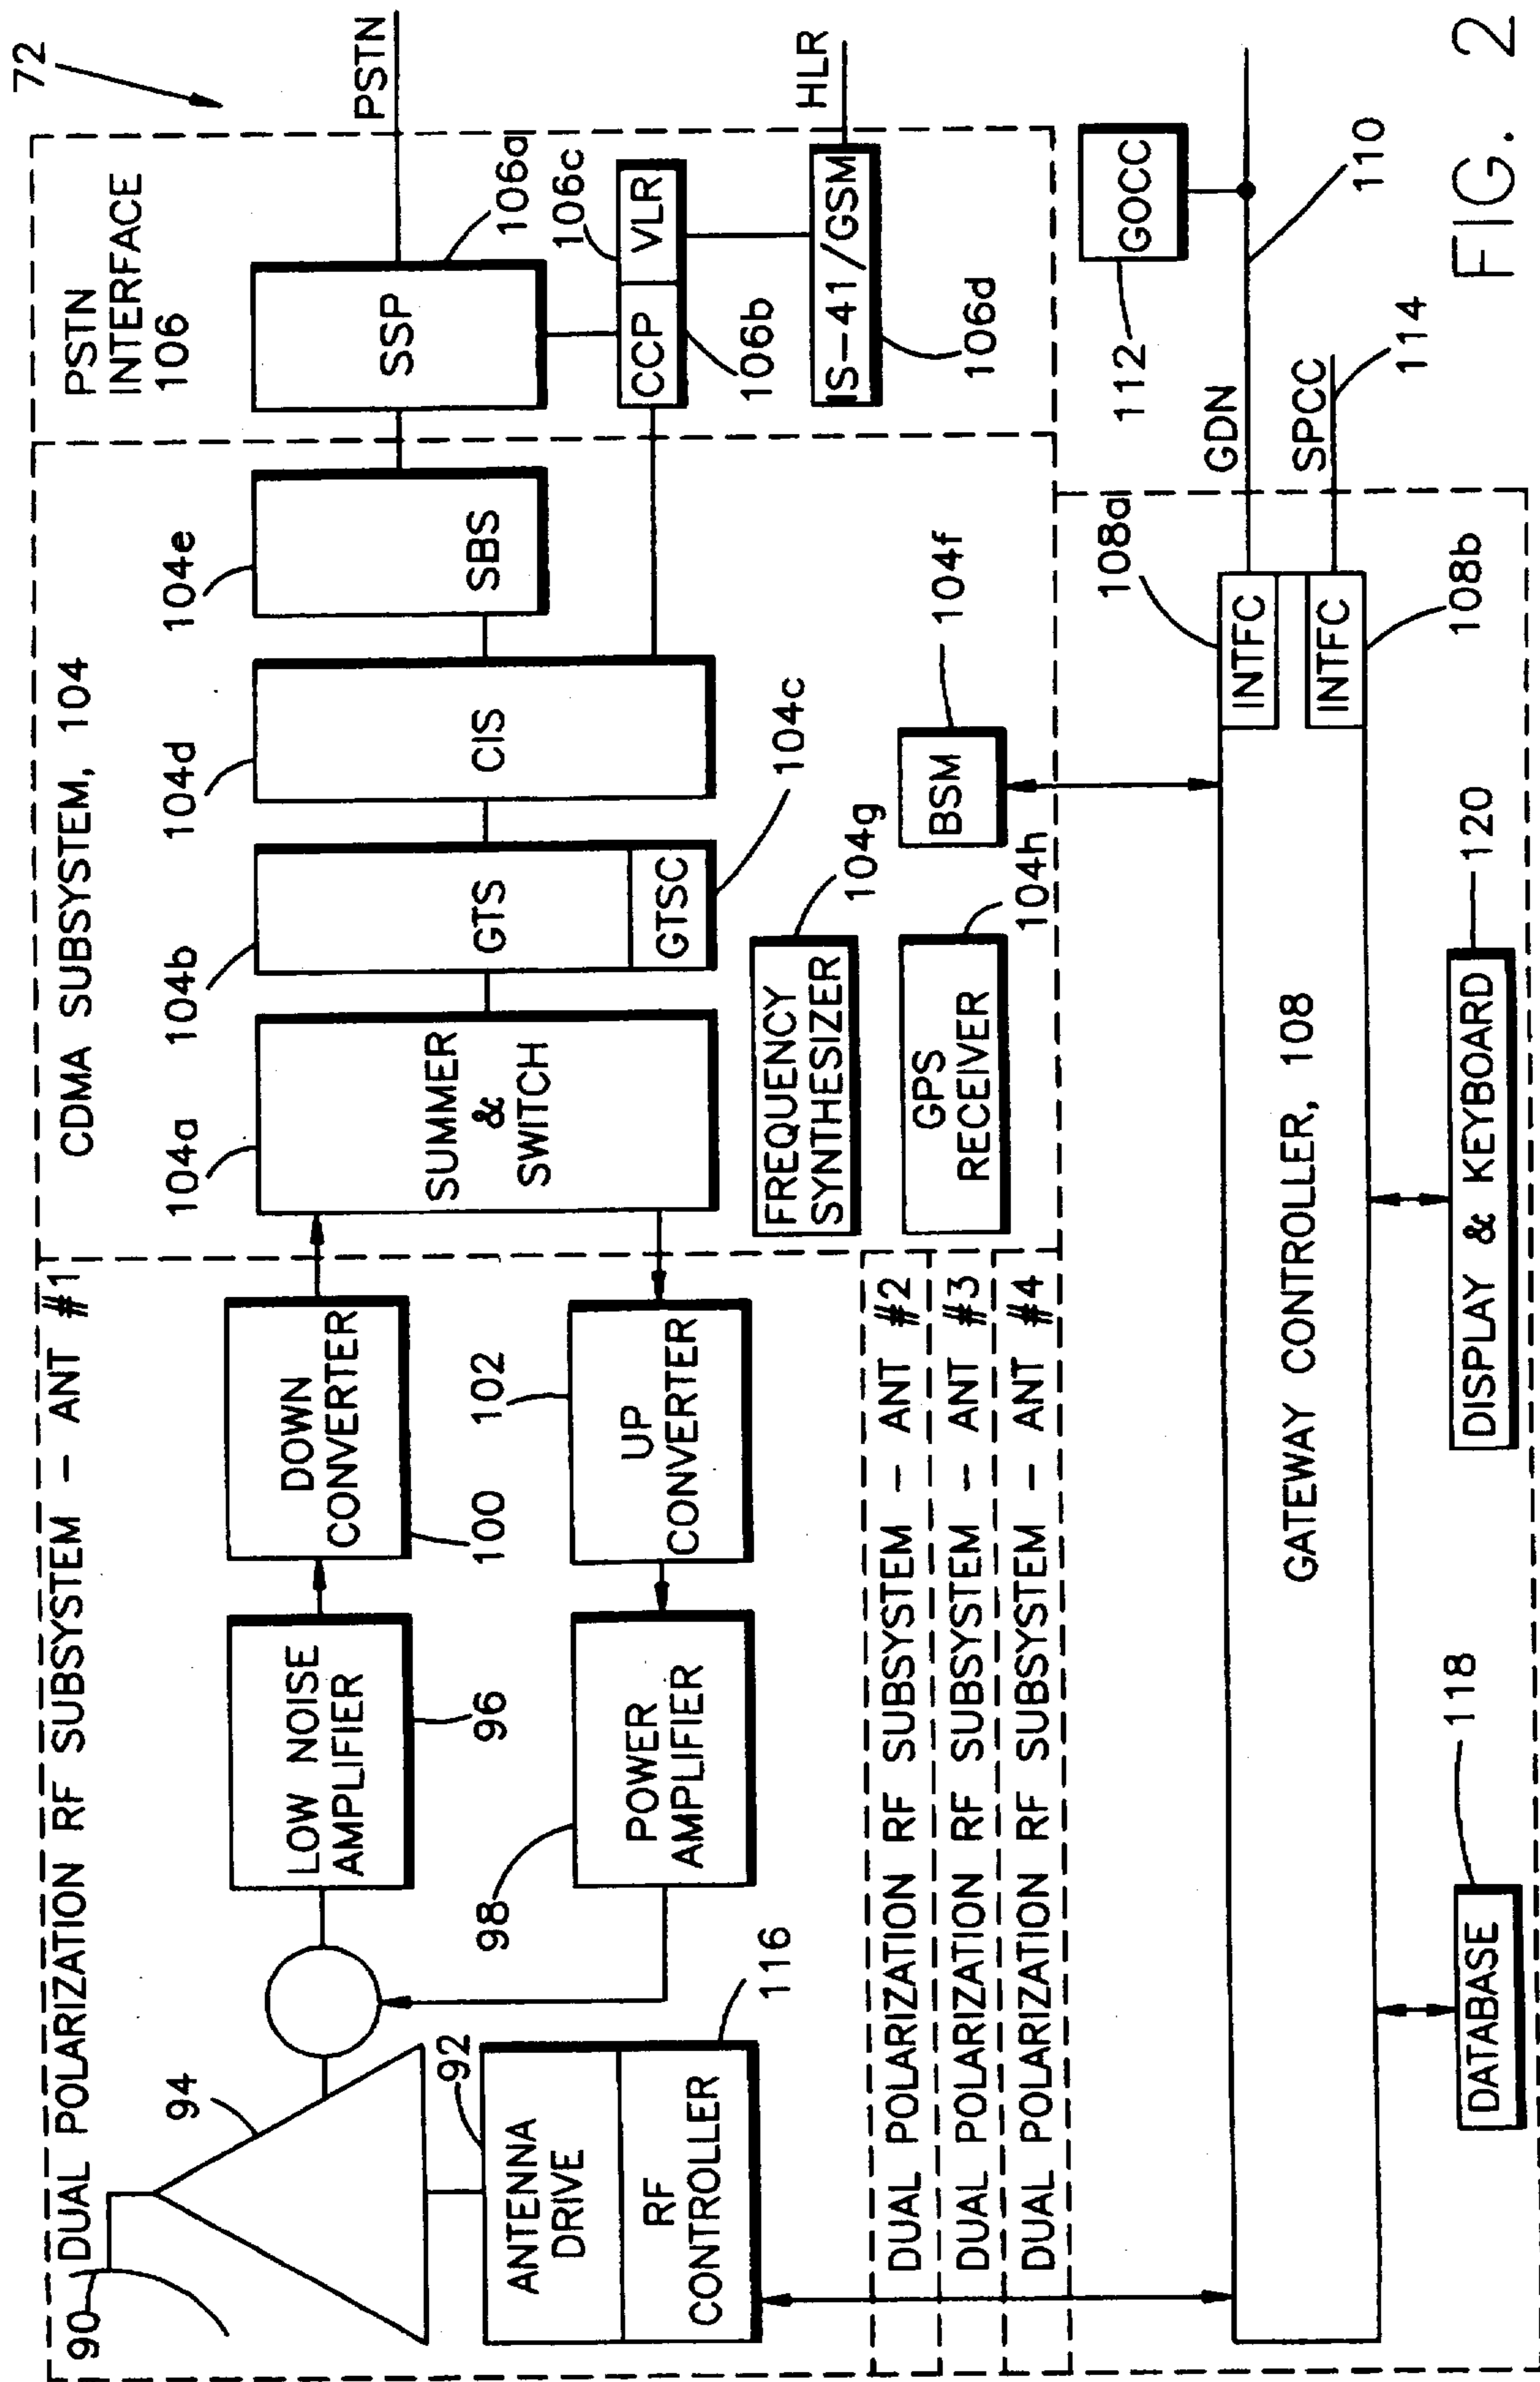 72
DUAL POLARIZATION RF SUBSYSTEM - ANT #1
CDMA SUBSYSTEM, 104
PSTN
INTERFACE
106
PSTN
90
94
92
ANTENNA
DRIVE
RF
CONTROLLER
116
LOW NOISE
AMPLIFIER
96
DOWN
CONVERTER
100
POWER
AMPLIFIER
98
UP
CONVERTER
102
104a
SUMMER
&
SWITCH
104b
GTS
GTSC
104c
104d
CIS
104e
SBS
SSP
106a
CCP
VLR
106c
106b
HLR
IS-41/GSM
106d
FREQUENCY
SYNTHESIZER
104g
GPS
RECEIVER
104h
BSM
104f
DUAL POLARIZATION RF SUBSYSTEM - ANT #2
DUAL POLARIZATION RF SUBSYSTEM - ANT #3
DUAL POLARIZATION RF SUBSYSTEM - ANT #4
GATEWAY CONTROLLER, 108
108a
INTFC
INTFC
108b
GDN
SPCC
GOCC
112
110
114
DATABASE
118
DISPLAY & KEYBOARD
120
FIG. 2